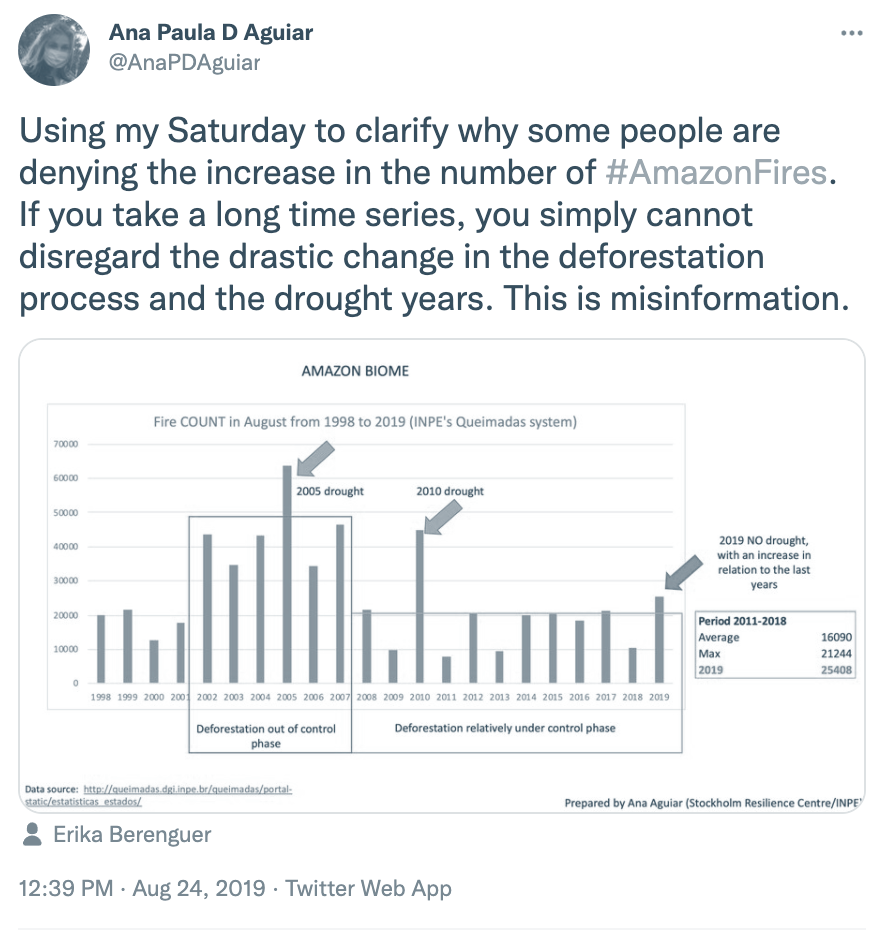 Ana Paula D Aguiar
@AnaPDAguiar
Using my Saturday to clarify why some people are
denying the increase in the number of #AmazonFires.
If you take a long time series, you simply cannot
disregard the drastic change in the deforestation
process and the drought years. This is misinformation.
AMAZON BIOME
Fire COUNT in August from 1998 to 2019 (INPE's Queimadas system)
70000
60000
50000
40000
30000
20000
10000
0
2005 drought
2010 drought
2019 NO drought,
with an increase in
relation to the last
years
1998 1999 2000 2001 2002 2003 2004 2005 2006 2007 2008 2009 2010 2011 2012 2013 2014 2015 2016 2017 2018 2019
Period 2011-2018
Average 16090
Max 21244
2019 25408
Deforestation out of control
phase
Deforestation relatively under control phase
Data source: http://queimadas.dgi.inpe.br/queimadas/portal-
static/estatisticas_estados/
Prepared by Ana Aguiar (Stockholm Resilience Centre/INPE
Erika Berenguer
12:39 PM · Aug 24, 2019 · Twitter Web App